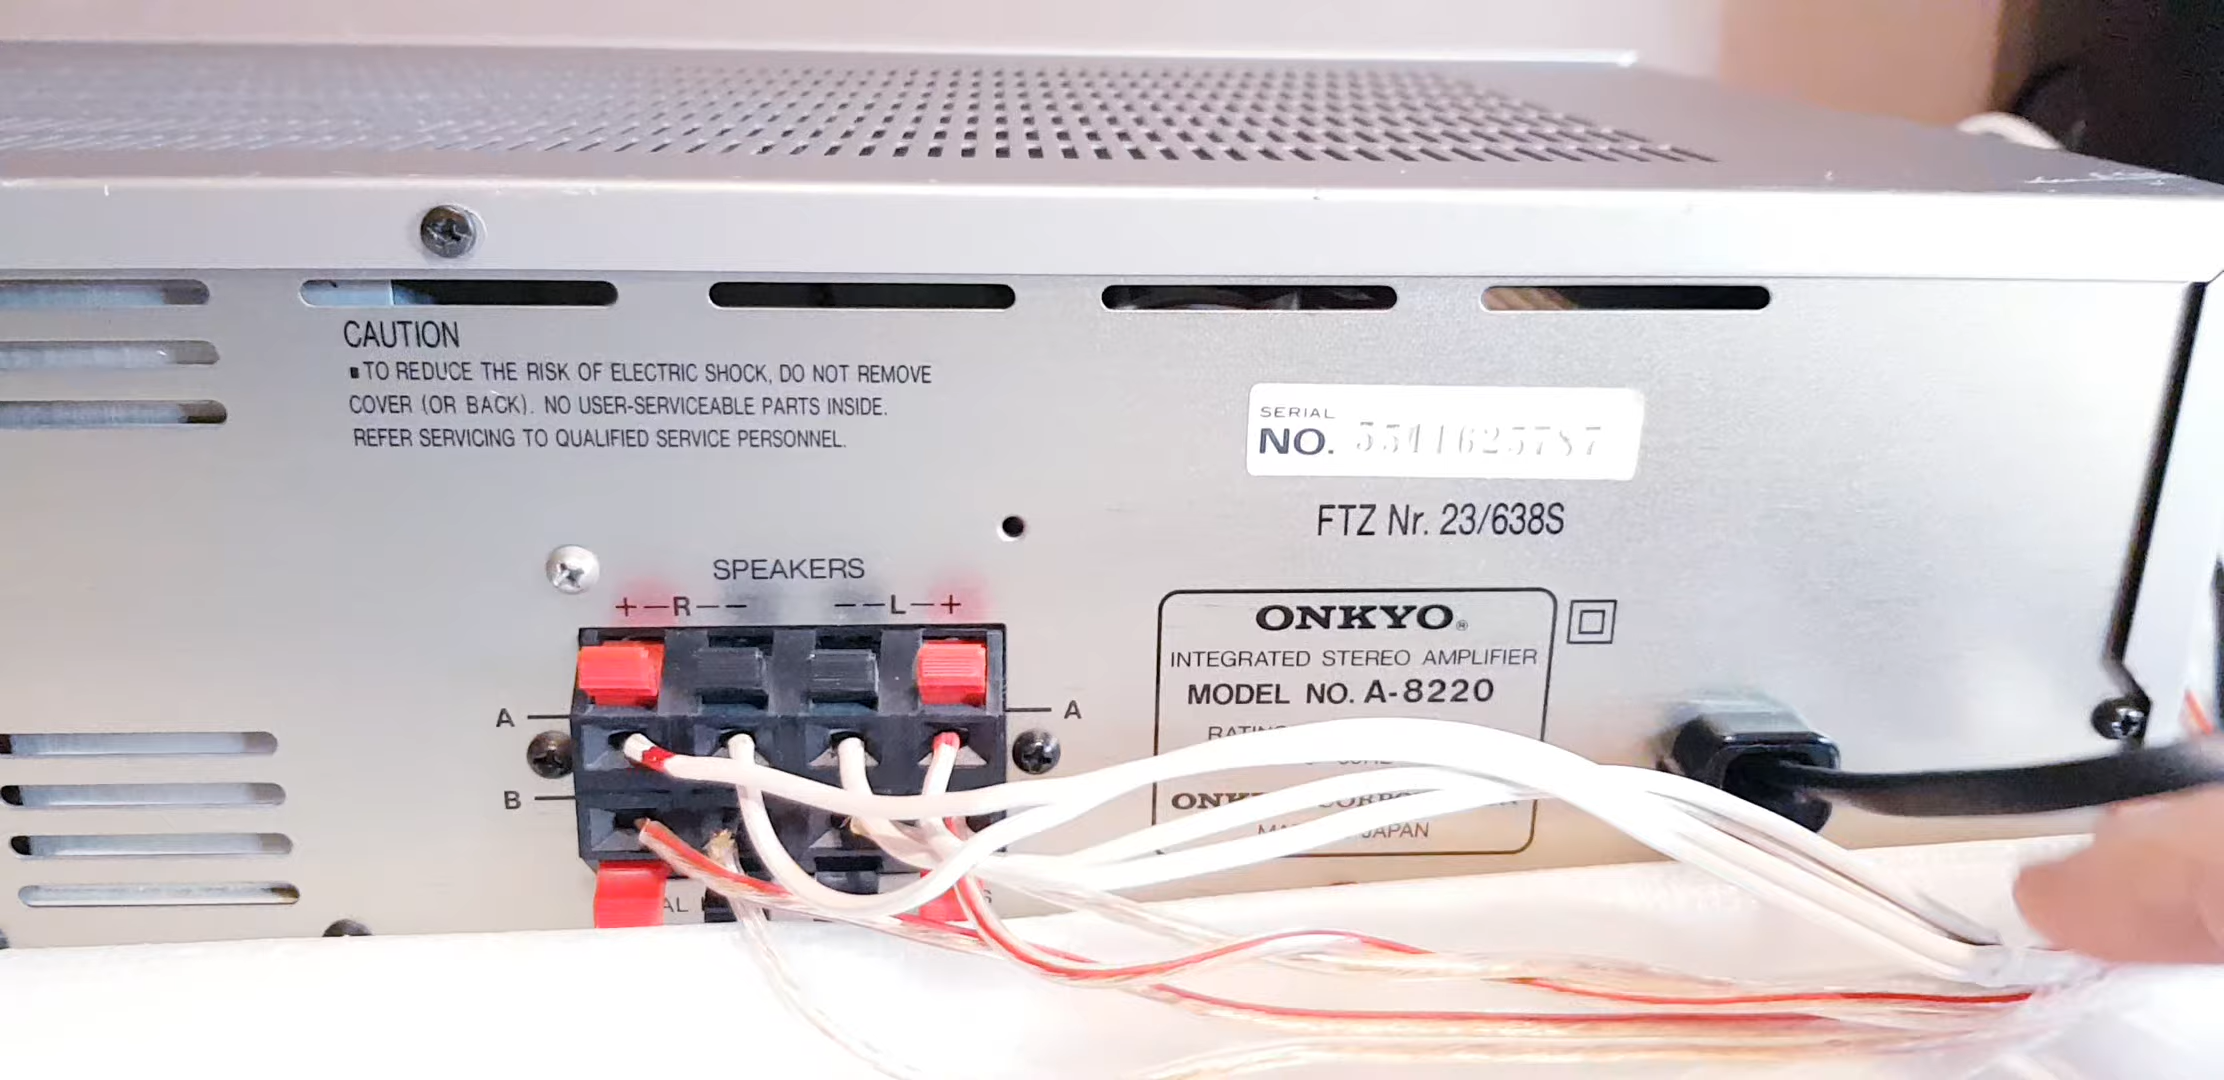 CAUTION
▪TO REDUCE THE RISK OF ELECTRIC SHOCK, DO NOT REMOVE
COVER (OR BACK). NO USER-SERVICEABLE PARTS INSIDE.
REFER SERVICING TO QUALIFIED SERVICE PERSONNEL.
SERIAL
NO.
FTZ Nr. 23/638S
SPEAKERS
+—R—– –—L—+
A A
B
ONKYO®
INTEGRATED STEREO AMPLIFIER
MODEL NO. A-8220
JAPAN